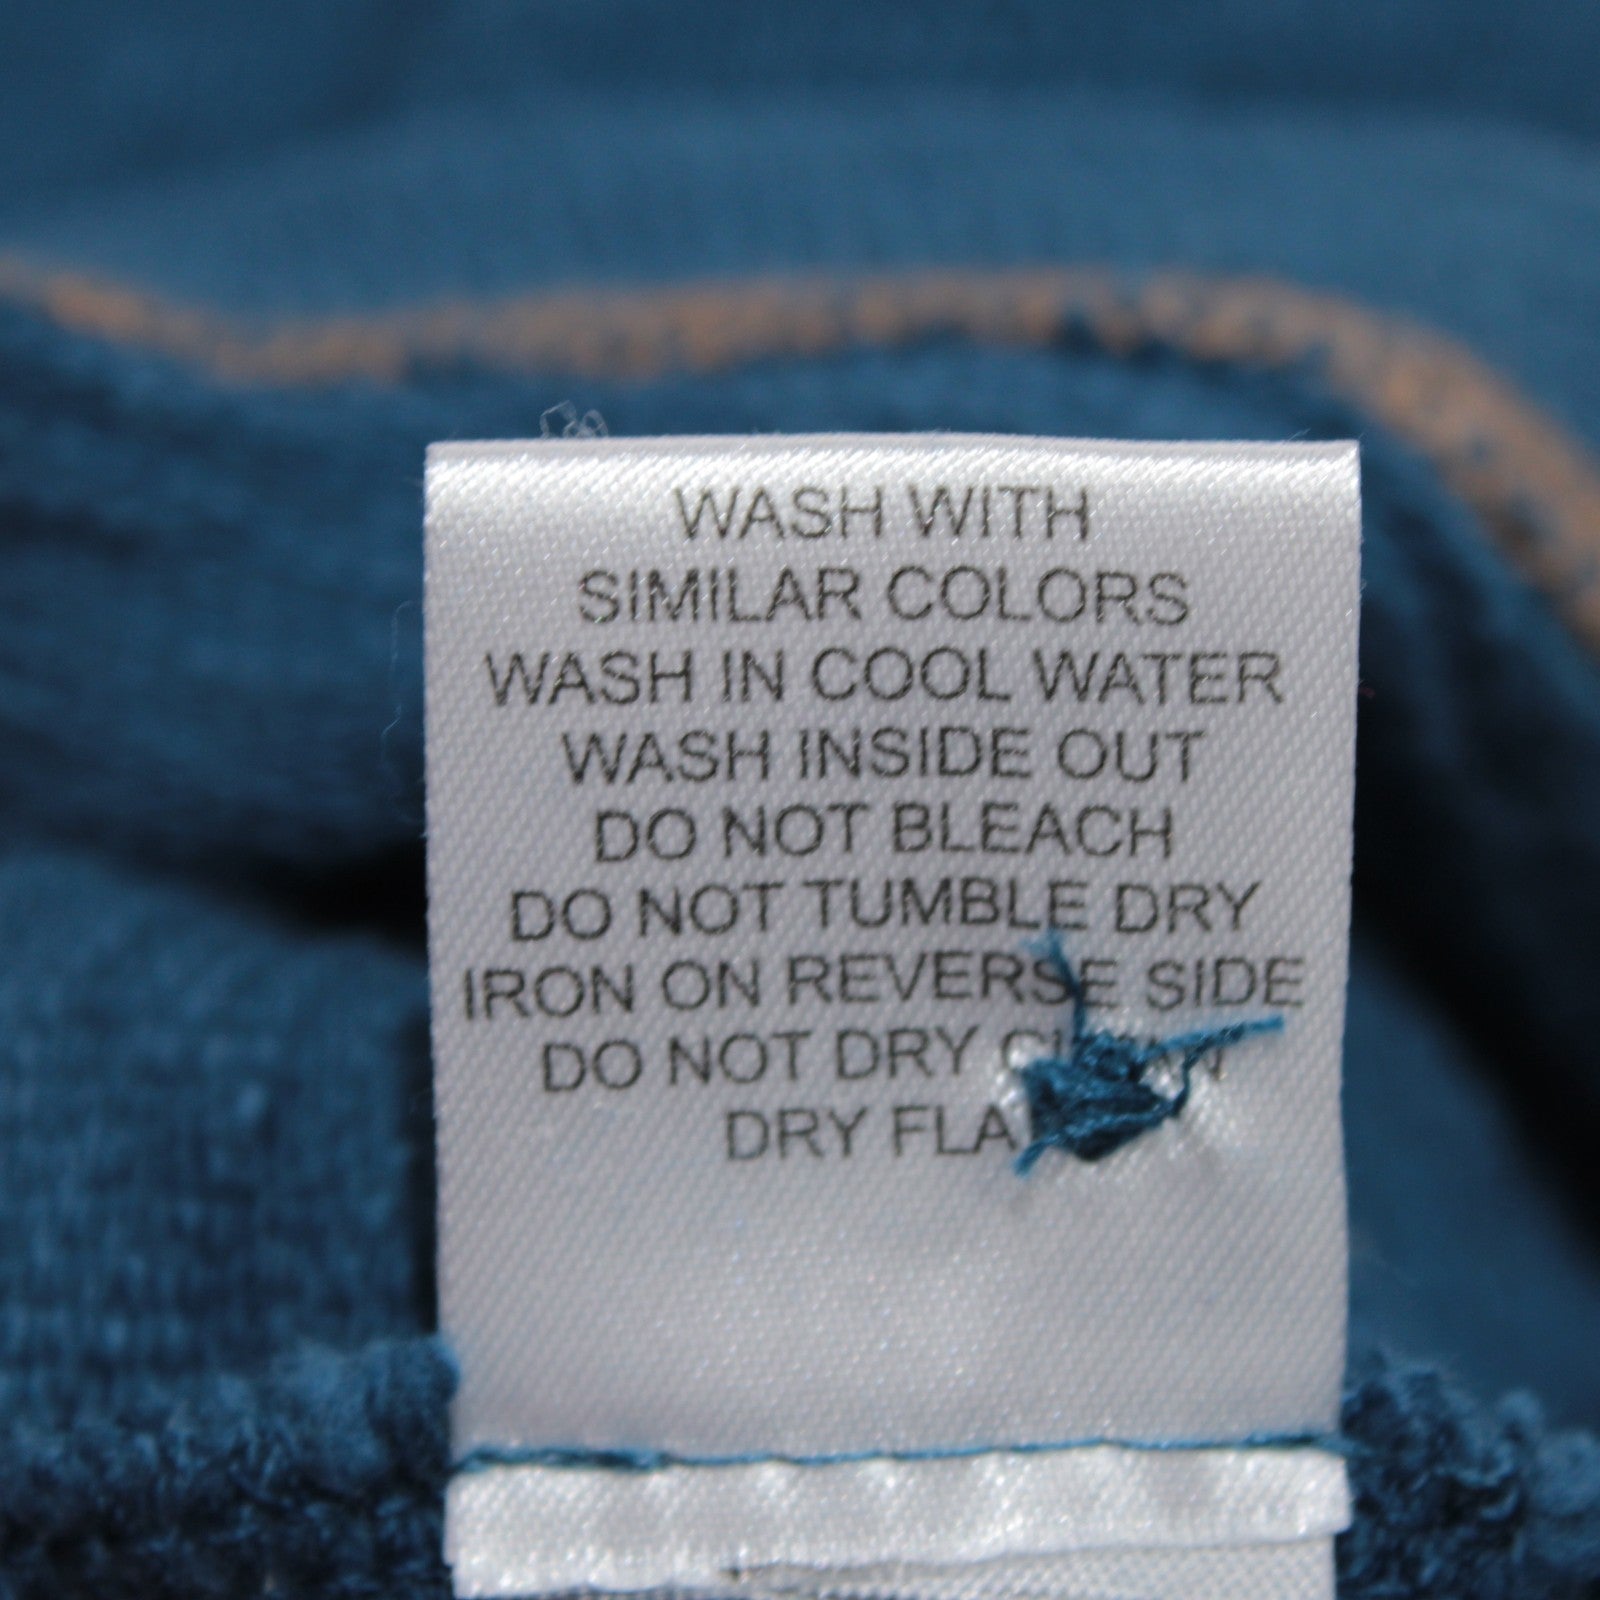 WASH WITH
SIMILAR COLORS
WASH IN COOL WATER
WASH INSIDE OUT
DO NOT BLEACH
DO NOT TUMBLE DRY
IRON ON REVERSE SIDE
DO NOT DRY
DRY